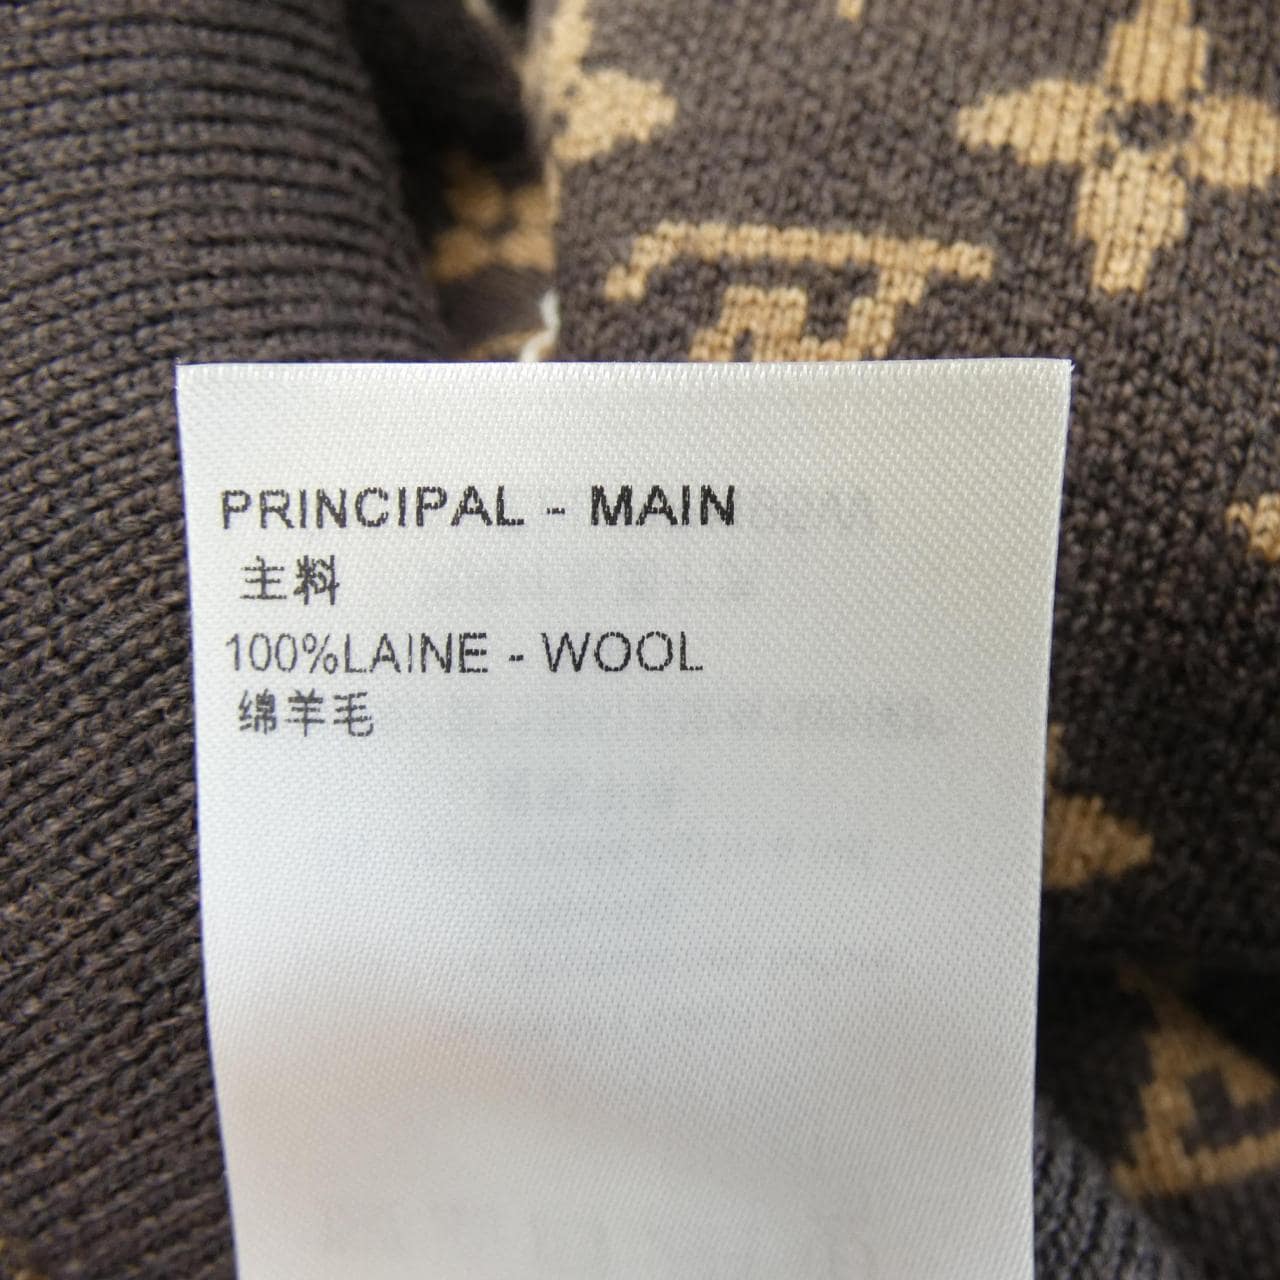 PRINCIPAL - MAIN
主料
100%LAINE - WOOL
绵羊毛